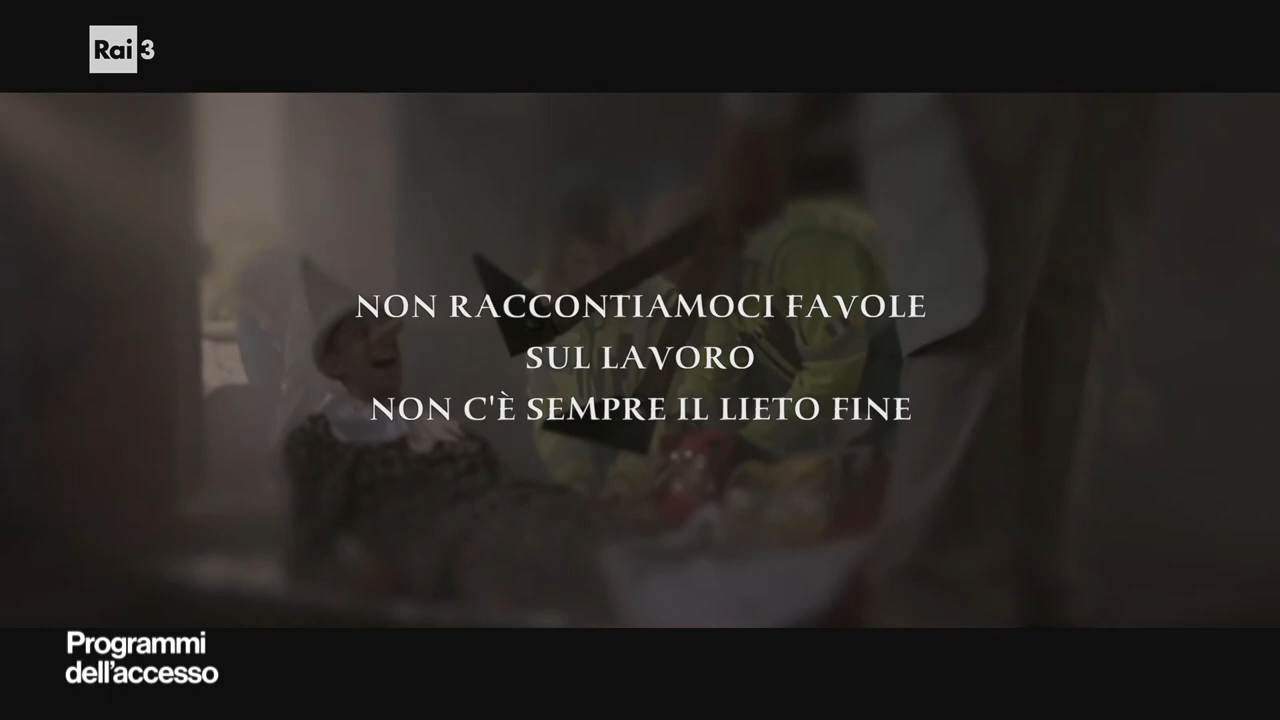 Rai 3
NON RACCONTIAMOCI FAVOLE
SUL LAVORO
NON C'È SEMPRE IL LIETO FINE
Programmi
dell'accesso